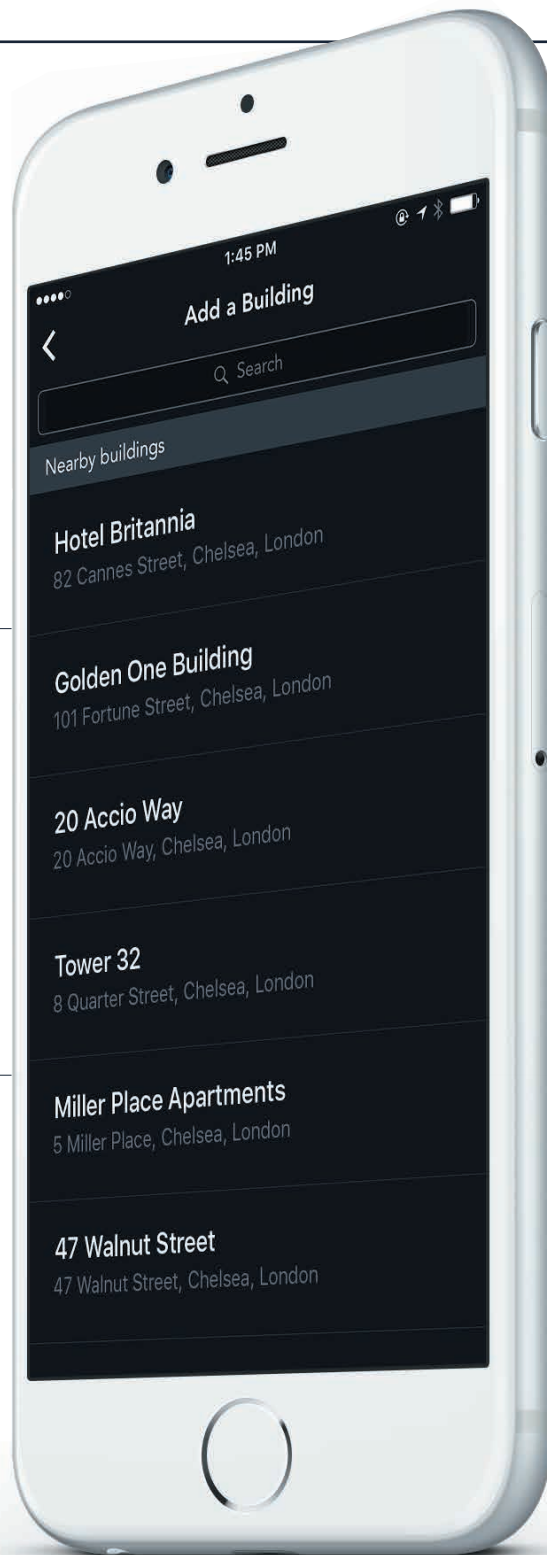 1:45 PM
Add a Building
Search
Nearby buildings
Hotel Britannia
82 Cannes Street, Chelsea, London
Golden One Building
101 Fortune Street, Chelsea, London
20 Accio Way
20 Accio Way, Chelsea, London
Tower 32
8 Quarter Street, Chelsea, London
Miller Place Apartments
5 Miller Place, Chelsea, London
47 Walnut Street
47 Walnut Street, Chelsea, London